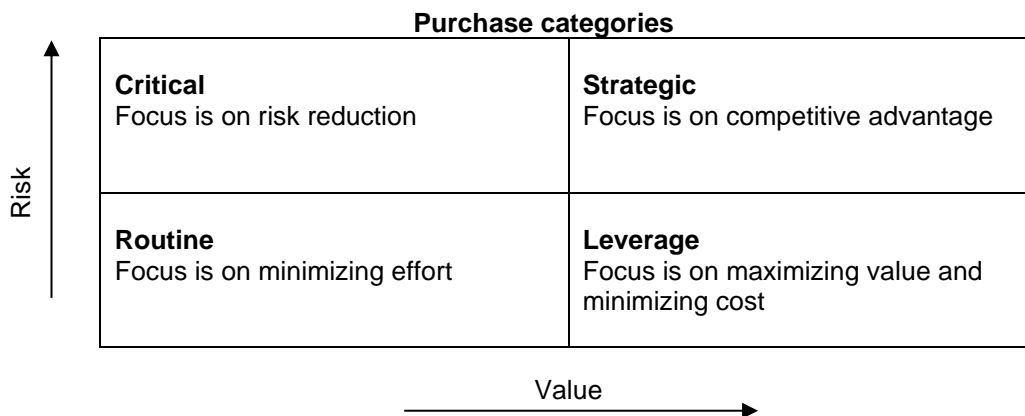 Purchase categories
Critical
Focus is on risk reduction
Strategic
Focus is on competitive advantage
Risk
Routine
Focus is on minimizing effort
Leverage
Focus is on maximizing value and
minimizing cost
Value